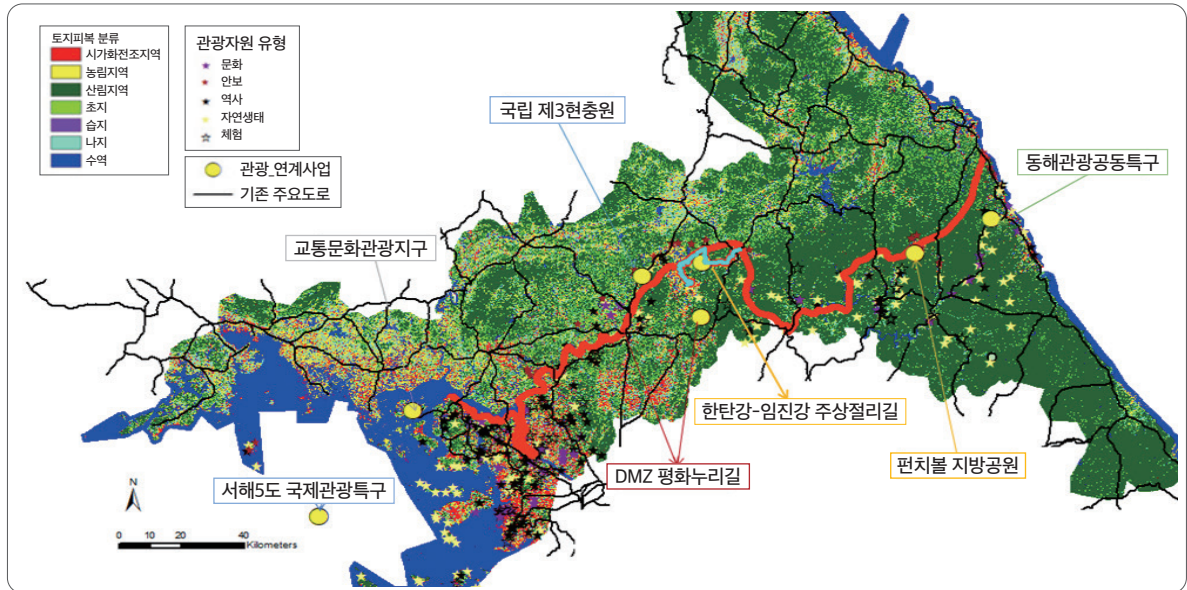 토지피복 분류
시가화전조지역
농림지역
산림지역
초지
습지
나지
수역
관광자원 유형
문화
안보
역사
자연생태
체험
관광 연계사업
기존 주요도로
국립 제3현충원
동해관광공동특구
교통문화관광지구
한탄강-임진강 주상절리길
펀치볼 지방공원
DMZ 평화누리길
서해5도 국제관광특구
N
0 10 20 40
Kilometers